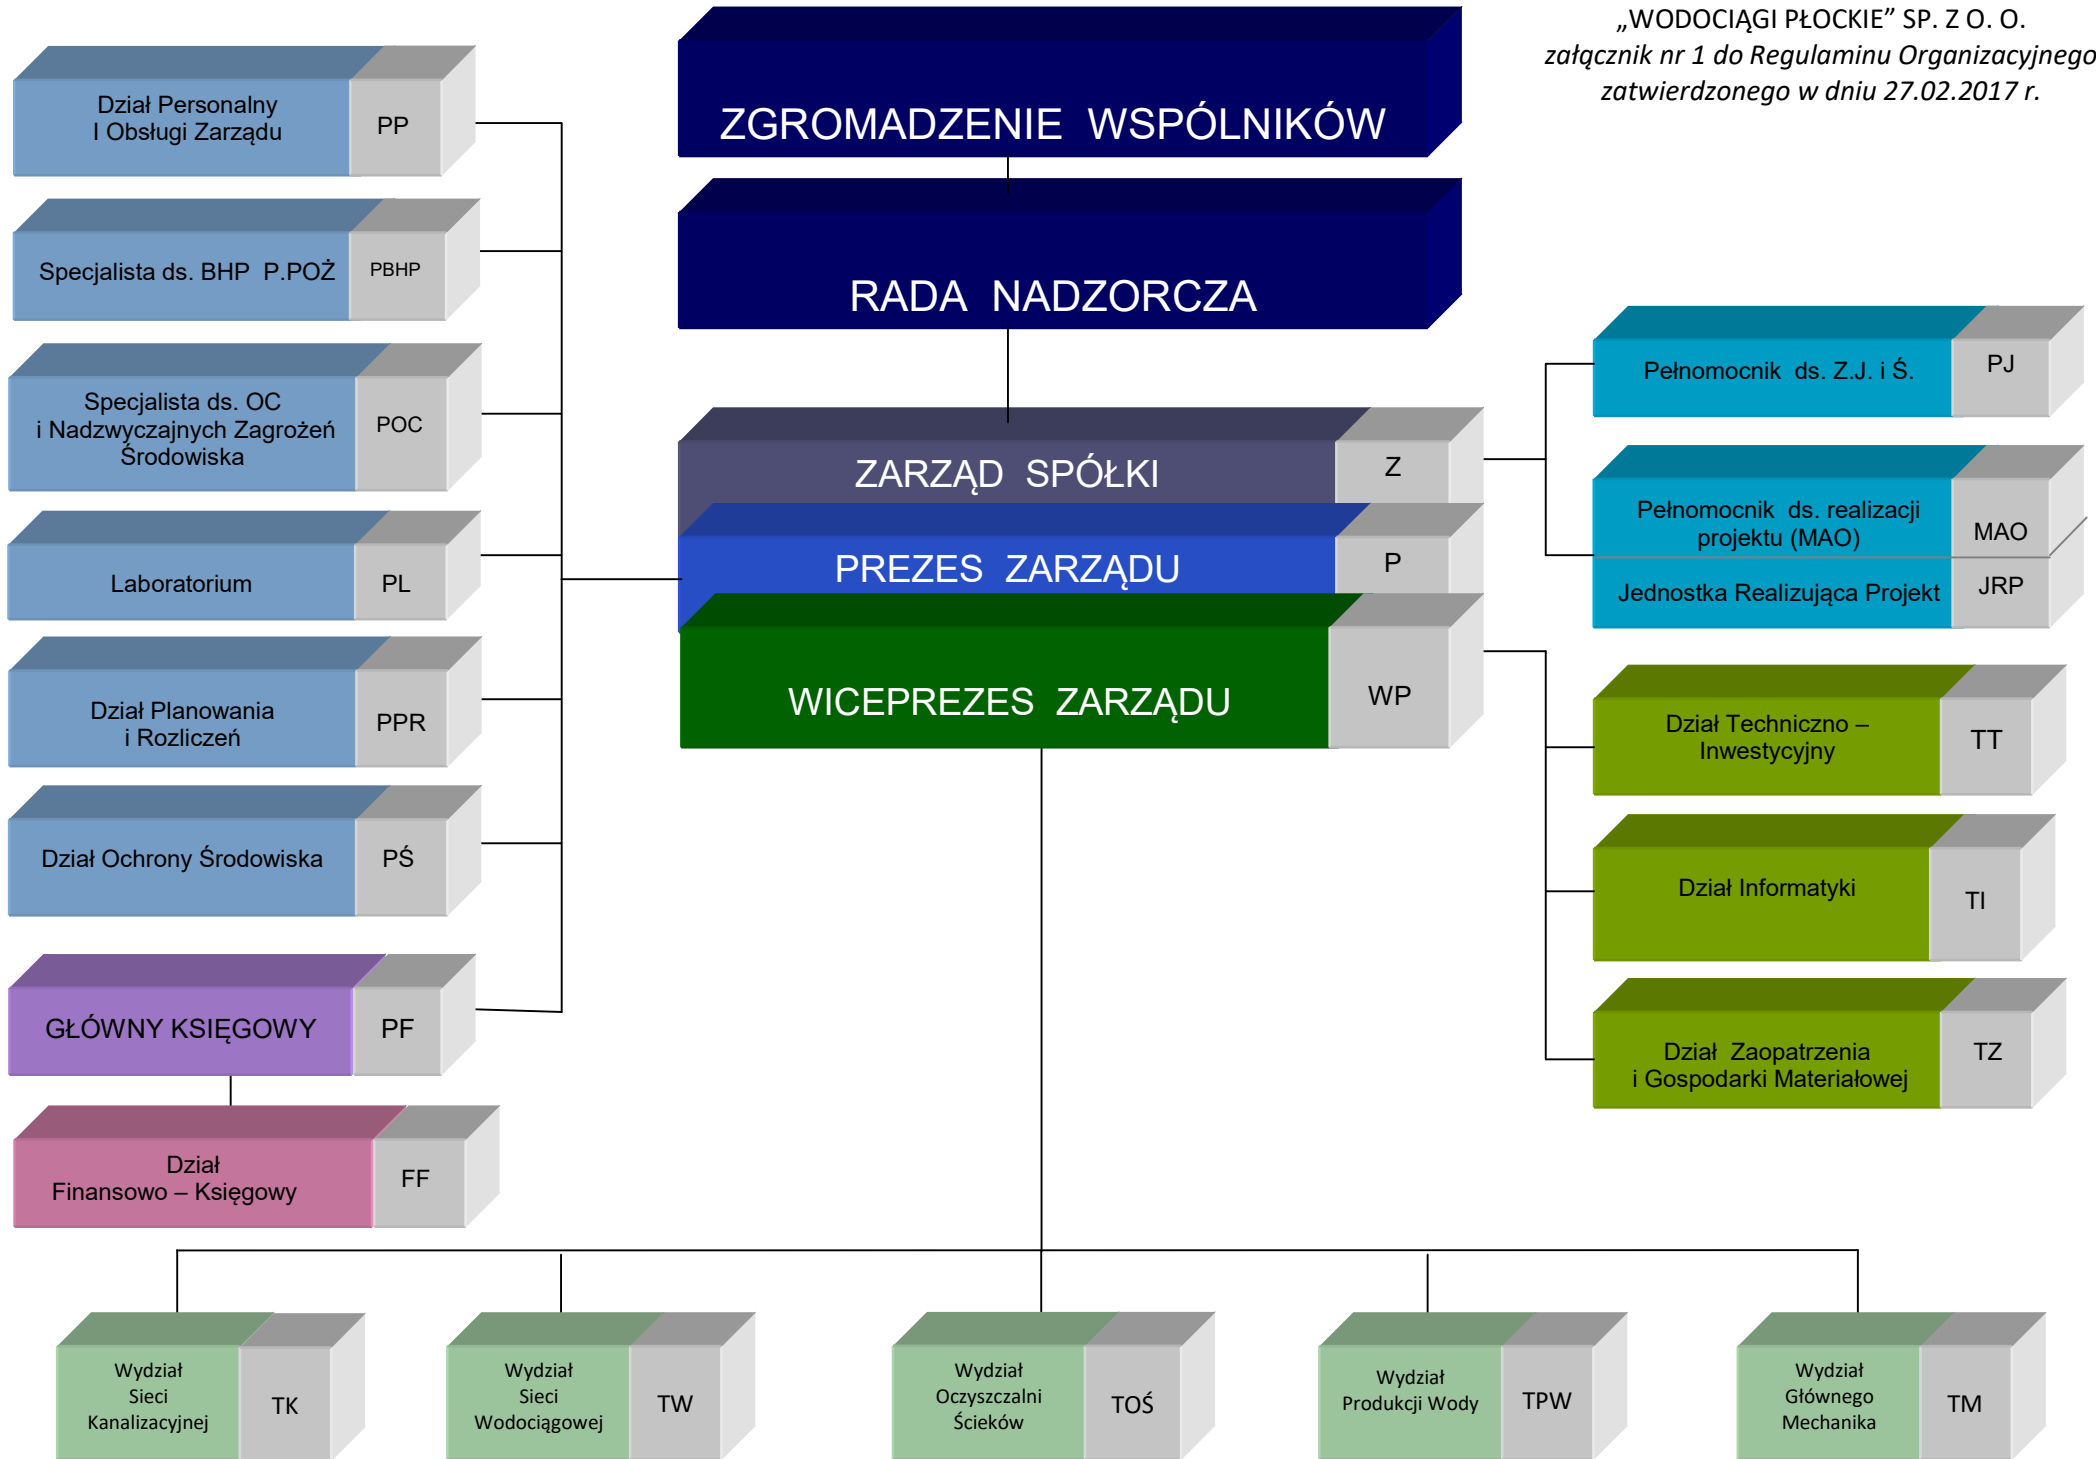 „WODOCIĄGI PŁOCKIE” SP. Z O. O.
załącznik nr 1 do Regulaminu Organizacyjnego
zatwierdzonego w dniu 27.02.2017 r.
ZGROMADZENIE WSPÓLNIKÓW
RADA NADZORCZA
ZARZĄD SPÓŁKI
Z
PREZES ZARZĄDU
P
WICEPREZES ZARZĄDU
WP
Dział Personalny
I Obsługi Zarządu
PP
Specjalista ds. BHP P.POŻ
PBHP
Specjalista ds. OC
i Nadzwyczajnych Zagrożeń
Środowiska
POC
Laboratorium
PL
Dział Planowania
i Rozliczeń
PPR
Dział Ochrony Środowiska
PŚ
GŁÓWNY KSIĘGOWY
PF
Dział
Finansowo – Księgowy
FF
Pełnomocnik ds. Z.J. i Ś.
PJ
Pełnomocnik ds. realizacji
projektu (MAO)
MAO
Jednostka Realizująca Projekt
JRP
Dział Techniczno –
Inwestycyjny
TT
Dział Informatyki
TI
Dział Zaopatrzenia
i Gospodarki Materiałowej
TZ
Wydział
Sieci
Kanalizacyjnej
TK
Wydział
Sieci
Wodociągowej
TW
Wydział
Oczyszczalni
Ścieków
TOŚ
Wydział
Produkcji Wody
TPW
Wydział
Głównego
Mechanika
TM